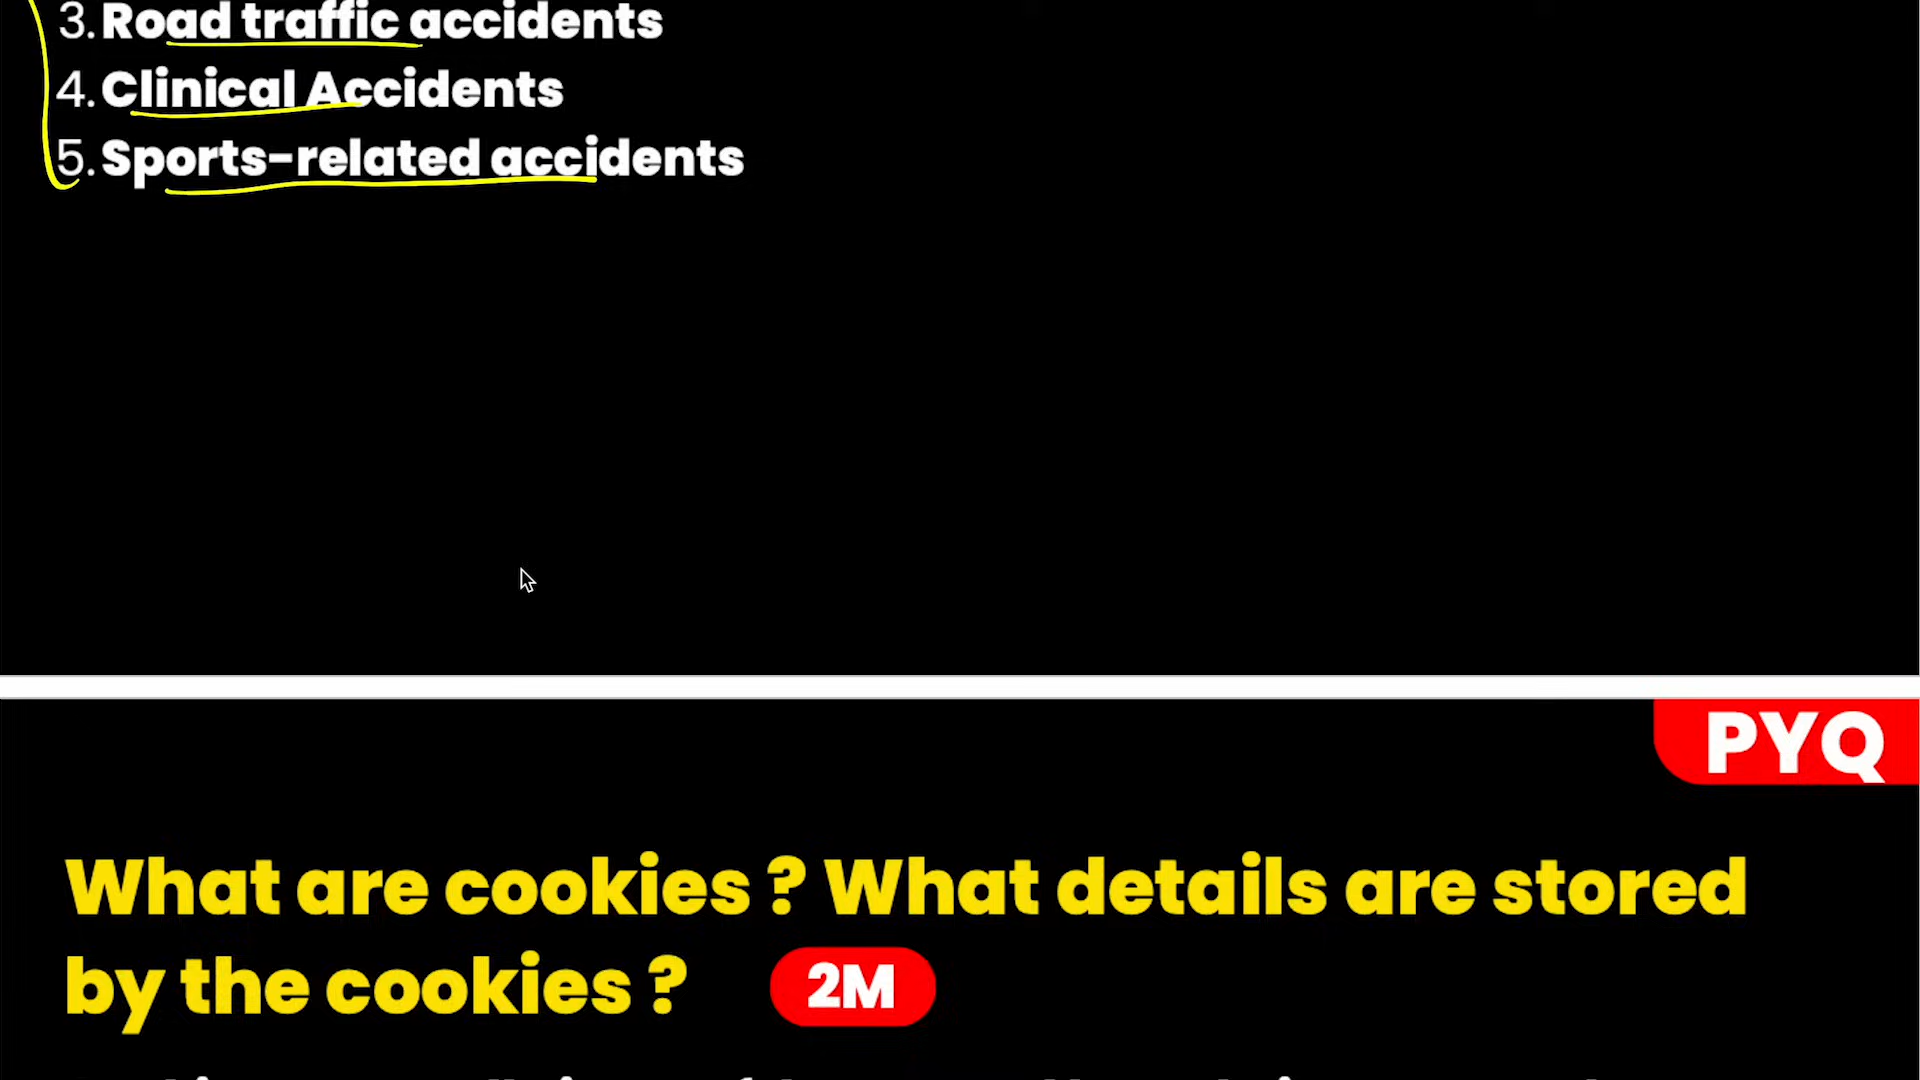 3. Road traffic accidents
4. Clinical Accidents
5. Sports-related accidents
PYQ
What are cookies ? What details are stored
by the cookies ? 2M